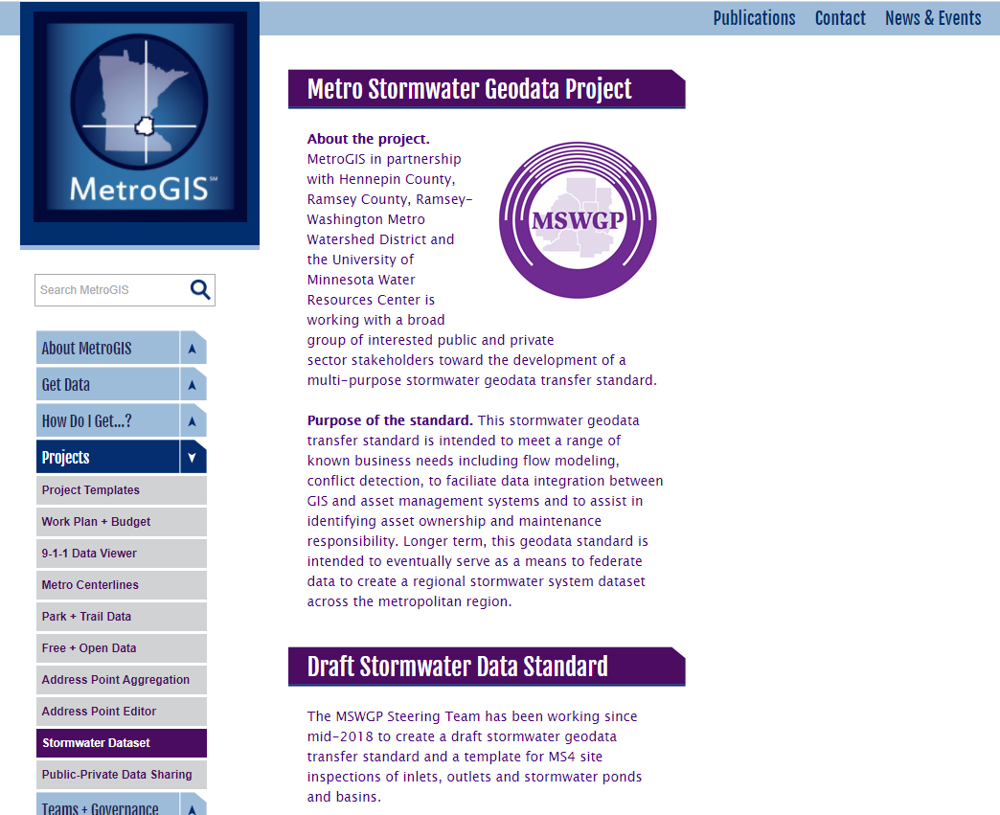 Publications Contact News & Events
MetroGIS℠
Search MetroGIS
About MetroGIS
Get Data
How Do I Get...?
Projects
Project Templates
Work Plan + Budget
9-1-1 Data Viewer
Metro Centerlines
Park + Trail Data
Free + Open Data
Address Point Aggregation
Address Point Editor
Stormwater Dataset
Public-Private Data Sharing
Teams + Governance
Metro Stormwater Geodata Project
About the project.
MetroGIS in partnership
with Hennepin County,
Ramsey County, Ramsey-
Washington Metro
Watershed District and
the University of
Minnesota Water
Resources Center is
working with a broad
group of interested public and private
sector stakeholders toward the development of a
multi-purpose stormwater geodata transfer standard.
MSWGP
Purpose of the standard. This stormwater geodata
transfer standard is intended to meet a range of
known business needs including flow modeling,
conflict detection, to faciliate data integration between
GIS and asset management systems and to assist in
identifying asset ownership and maintenance
responsibility. Longer term, this geodata standard is
intended to eventually serve as a means to federate
data to create a regional stormwater system dataset
across the metropolitan region.
Draft Stormwater Data Standard
The MSWGP Steering Team has been working since
mid-2018 to create a draft stormwater geodata
transfer standard and a template for MS4 site
inspections of inlets, outlets and stormwater ponds
and basins.